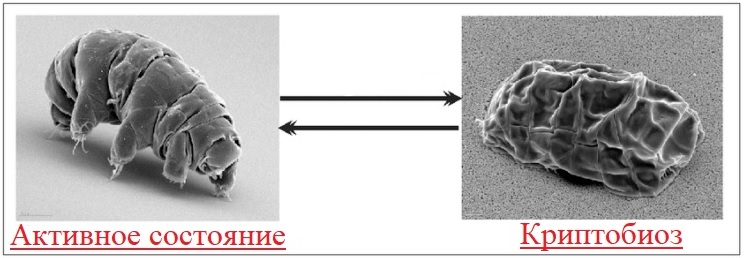 Активное состояние
Криптобиоз